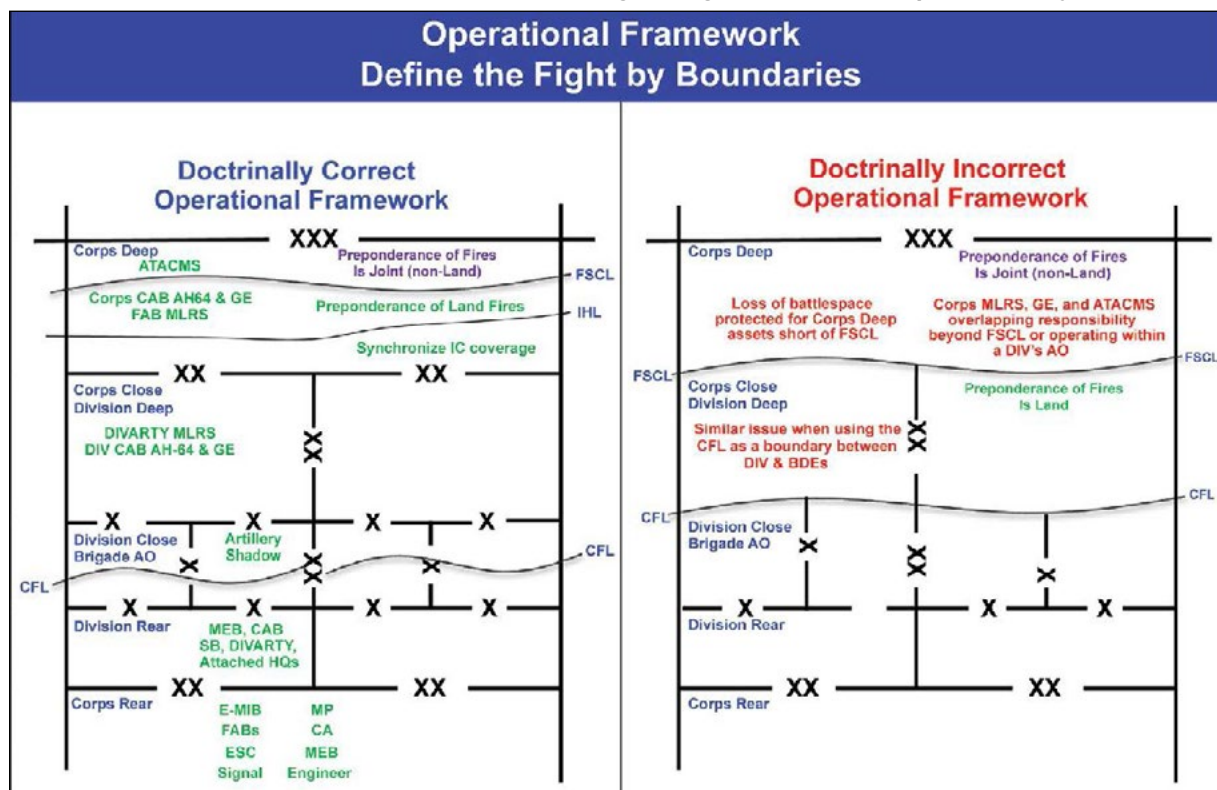 Operational Framework
Define the Fight by Boundaries
Doctrinally Correct
Operational Framework
XXX
Corps Deep
ATACMS
Preponderance of Fires
Is Joint (non-Land)
FSCL
Corps CAB AH64 & GE
FAB MLRS
Preponderance of Land Fires
IHL
Synchronize IC coverage
XX
XX
Corps Close
Division Deep
DIVARTY MLRS
DIV CAB AH-64 & GE
XX
X
X
X
X
Division Close
Brigade AO
Artillery
Shadow
X
XX
X
CFL
CFL
X
X
X
X
Division Rear
MEB, CAB
SB, DIVARTY,
Attached HQs
XX
XX
Corps Rear
E-MIB
MP
FABs
CA
ESC
MEB
Signal
Engineer
Doctrinally Incorrect
Operational Framework
XXX
Corps Deep
Preponderance of Fires
Is Joint (non-Land)
Loss of battlespace
protected for Corps Deep
assets short of FSCL
Corps MLRS, GE, and ATACMS
overlapping responsibility
beyond FSCL or operating within
a DIV's AO
FSCL
FSCL
Corps Close
Division Deep
Preponderance of Fires
Is Land
Similar issue when using the
CFL as a boundary between
DIV & BDEs
XX
CFL
CFL
Division Close
Brigade AO
X
XX
X
X
X
X
Division Rear
XX
XX
Corps Rear